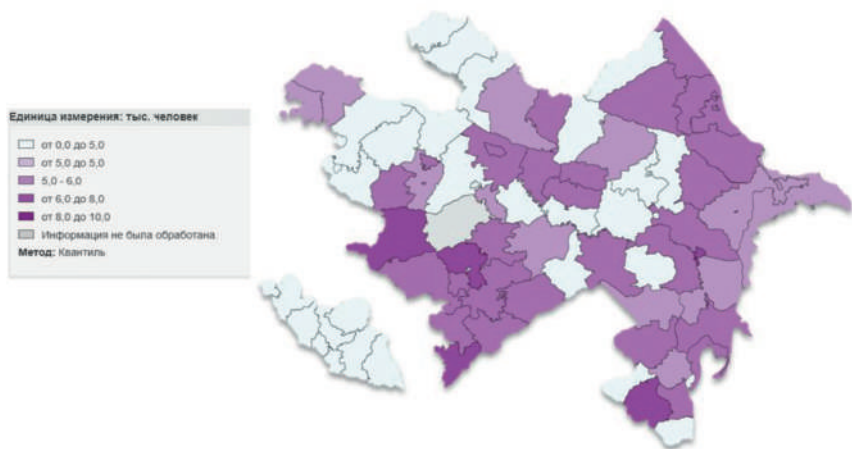 Единица измерения: тыс. человек
от 0,0 до 5,0
от 5,0 до 5,0
5,0 - 6,0
от 6,0 до 8,0
от 8,0 до 10,0
Информация не была обработана
Метод: Квантиль